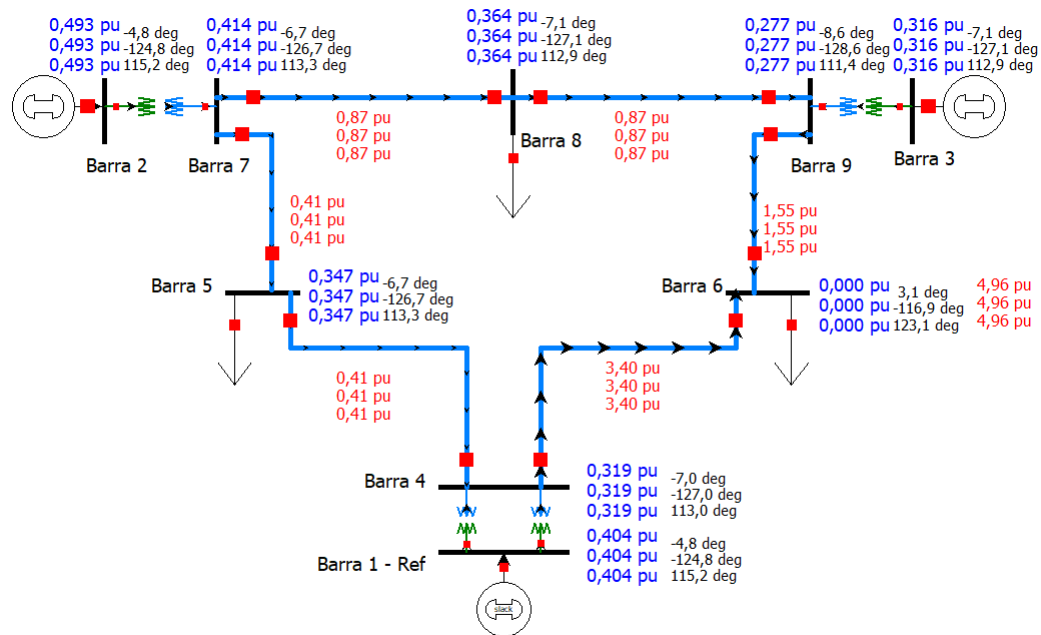 0,493 pu -4,8 deg
0,493 pu -124,8 deg
0,493 pu 115,2 deg
0,414 pu -6,7 deg
0,414 pu -126,7 deg
0,414 pu 113,3 deg
0,364 pu -7,1 deg
0,364 pu -127,1 deg
0,364 pu 112,9 deg
0,277 pu -8,6 deg
0,277 pu -128,6 deg
0,277 pu 111,4 deg
0,316 pu -7,1 deg
0,316 pu -127,1 deg
0,316 pu 112,9 deg
Barra 2
Barra 7
0,87 pu
0,87 pu
0,87 pu
Barra 8
0,87 pu
0,87 pu
0,87 pu
Barra 9
Barra 3
0,41 pu
0,41 pu
0,41 pu
1,55 pu
1,55 pu
1,55 pu
Barra 5
0,347 pu -6,7 deg
0,347 pu -126,7 deg
0,347 pu 113,3 deg
Barra 6
0,000 pu 3,1 deg 4,96 pu
0,000 pu -116,9 deg 4,96 pu
0,000 pu 123,1 deg 4,96 pu
0,41 pu
0,41 pu
0,41 pu
3,40 pu
3,40 pu
3,40 pu
Barra 4
0,319 pu -7,0 deg
0,319 pu -127,0 deg
0,319 pu 113,0 deg
Barra 1 - Ref
0,404 pu -4,8 deg
0,404 pu -124,8 deg
0,404 pu 115,2 deg
slack